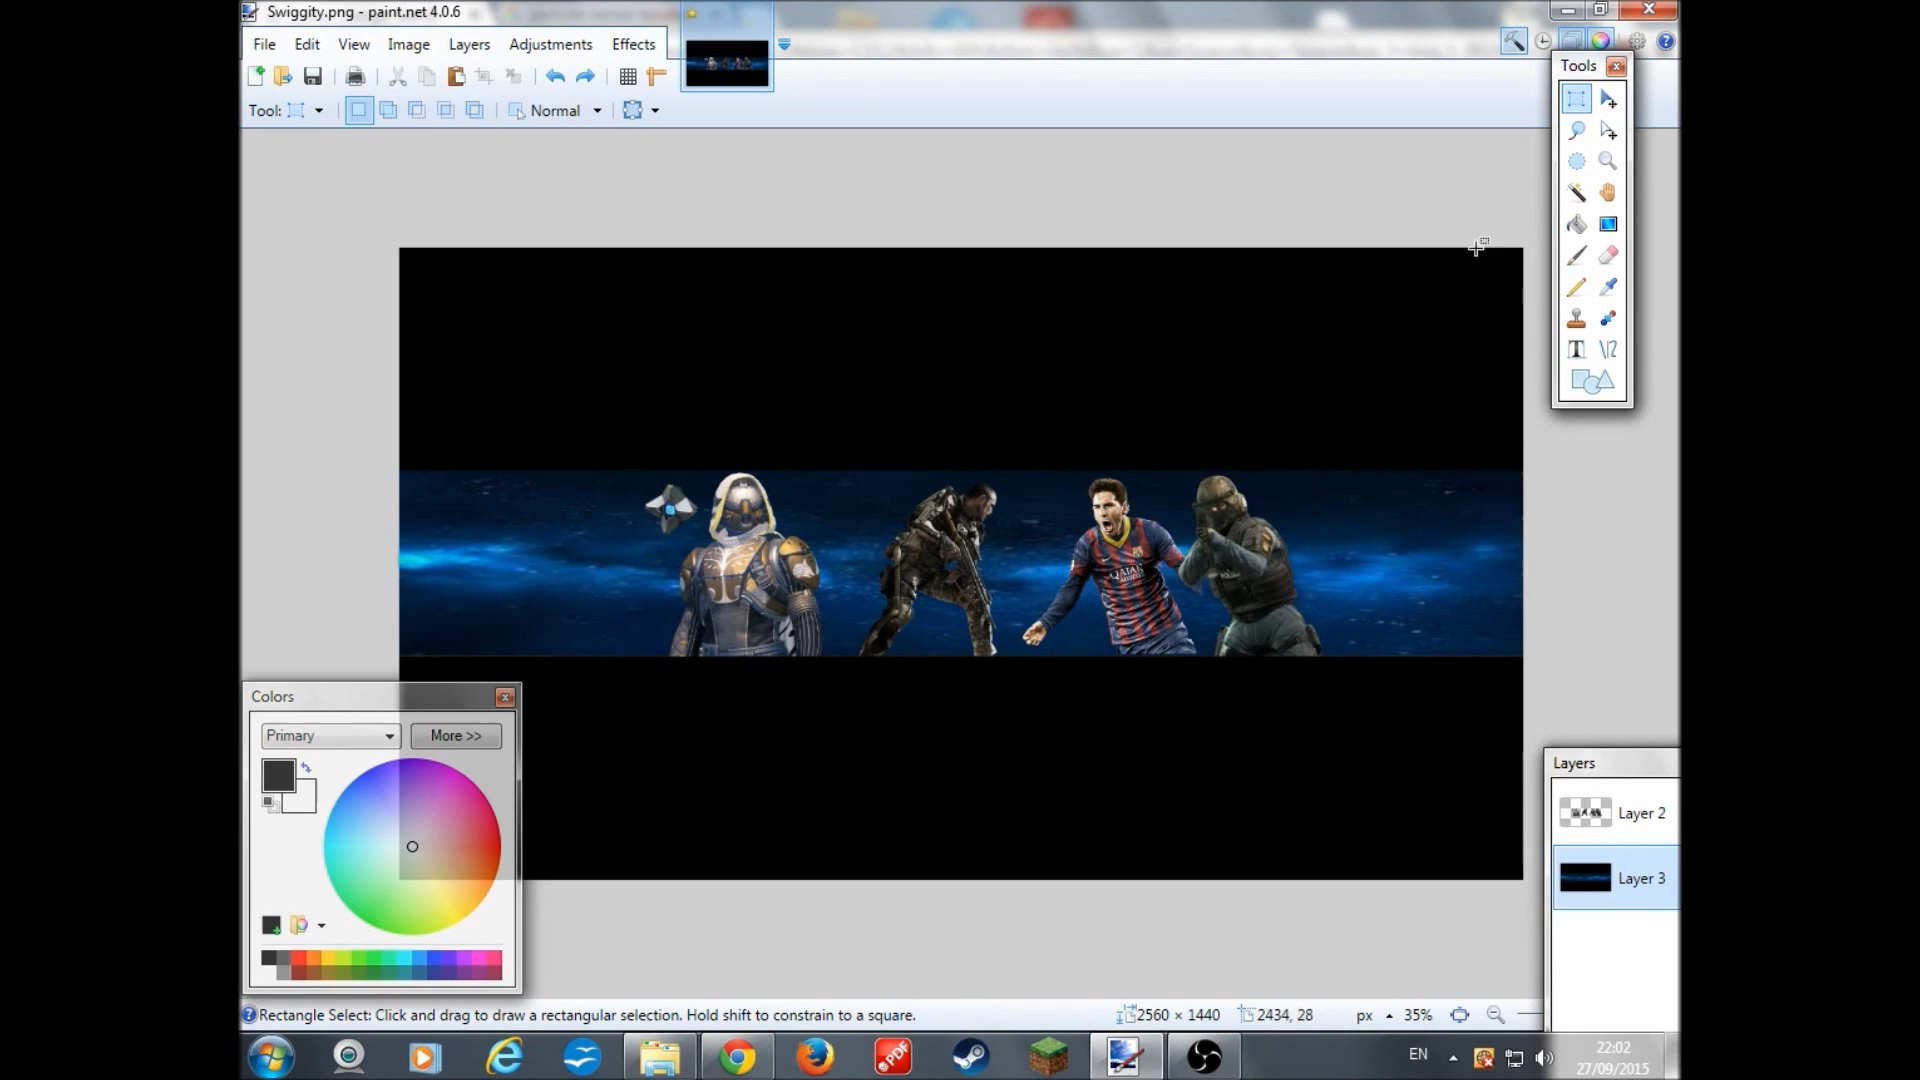 Swiggity.png - paint.net 4.0.6
File Edit View Image Layers Adjustments Effects
Tool: Normal
Tools
QATAR
Colors
Primary More >>
Layers
Layer 2
Layer 3
Rectangle Select: Click and drag to draw a rectangular selection. Hold shift to constrain to a square.
2560 × 1440 2434, 28 px 35%
PDF
EN
22:02
27/09/2015